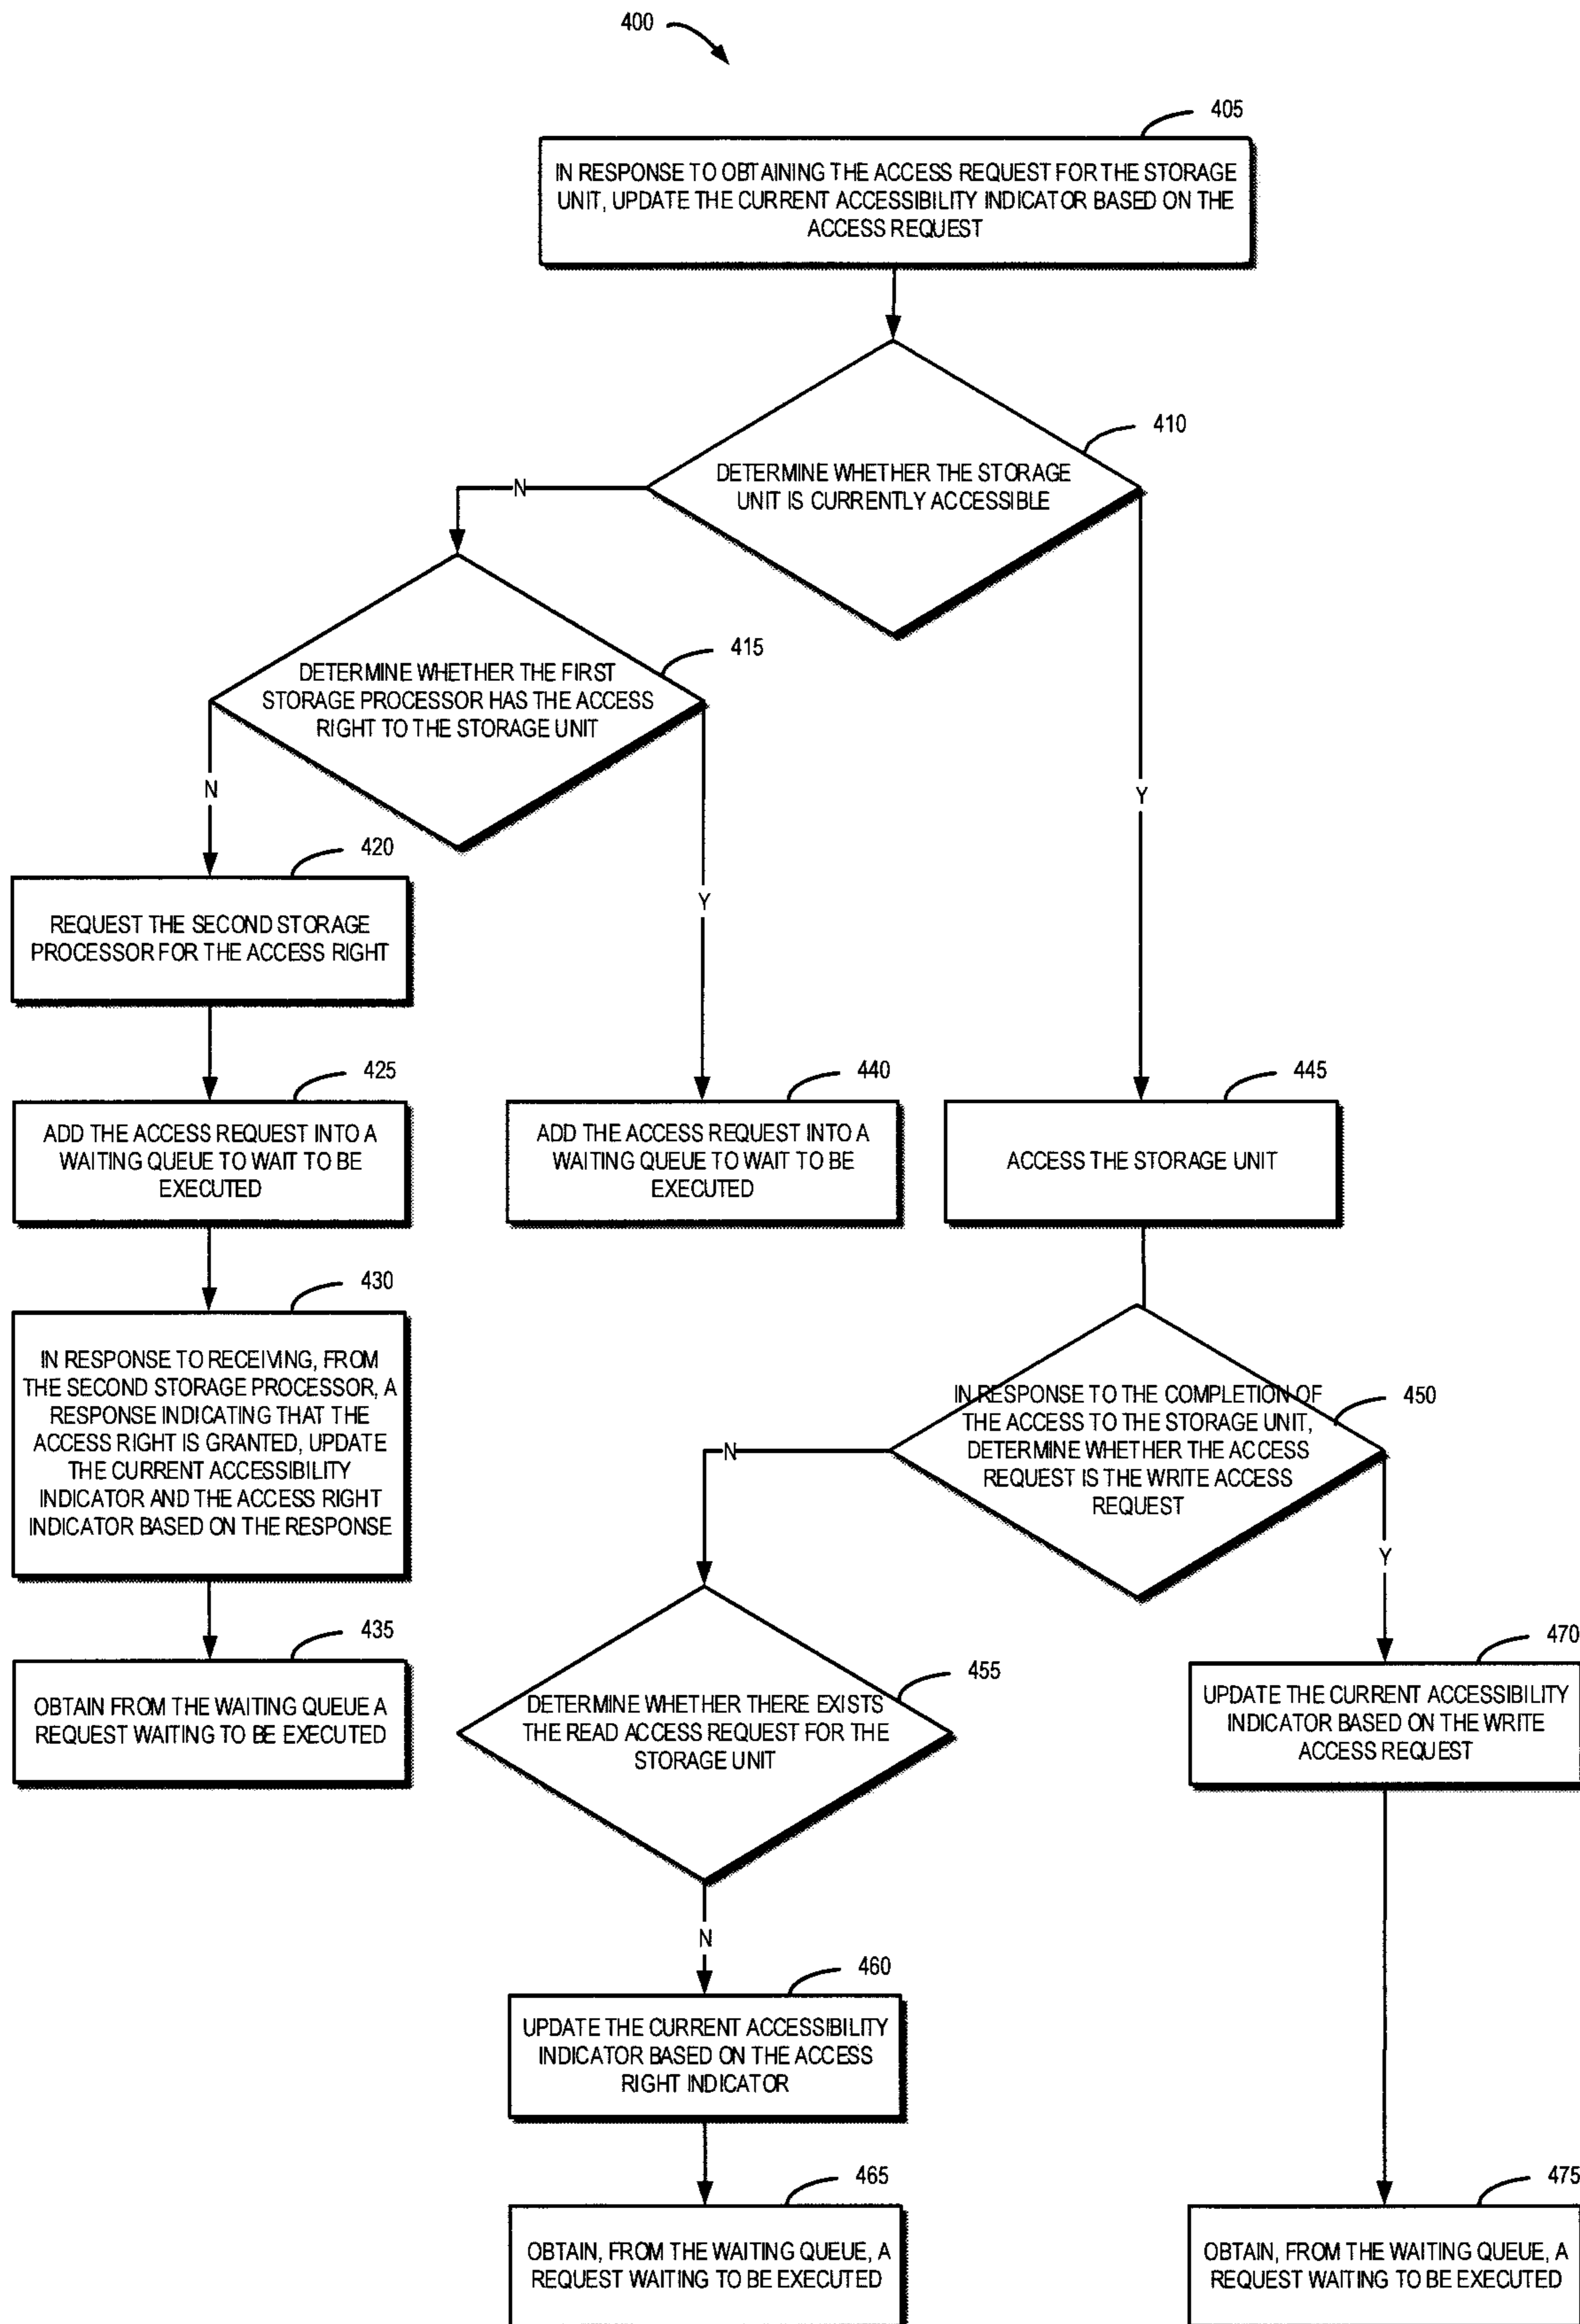 400
405
IN RESPONSE TO OBTAINING THE ACCESS REQUEST FOR THE STORAGE
UNIT, UPDATE THE CURRENT ACCESSIBILITY INDICATOR BASED ON THE
ACCESS REQUEST
410
DETERMINE WHETHER THE STORAGE
UNIT IS CURRENTLY ACCESSIBLE
N
Y
415
DETERMINE WHETHER THE FIRST
STORAGE PROCESSOR HAS THE ACCESS
RIGHT TO THE STORAGE UNIT
N
Y
420
REQUEST THE SECOND STORAGE
PROCESSOR FOR THE ACCESS RIGHT
425
ADD THE ACCESS REQUEST INTO A
WAITING QUEUE TO WAIT TO BE
EXECUTED
440
ADD THE ACCESS REQUEST INTO A
WAITING QUEUE TO WAIT TO BE
EXECUTED
445
ACCESS THE STORAGE UNIT
430
IN RESPONSE TO RECEIVING, FROM
THE SECOND STORAGE PROCESSOR, A
RESPONSE INDICATING THAT THE
ACCESS RIGHT IS GRANTED, UPDATE
THE CURRENT ACCESSIBILITY
INDICATOR AND THE ACCESS RIGHT
INDICATOR BASED ON THE RESPONSE
450
IN RESPONSE TO THE COMPLETION OF
THE ACCESS TO THE STORAGE UNIT,
DETERMINE WHETHER THE ACCESS
REQUEST IS THE WRITE ACCESS
REQUEST
N
Y
435
OBTAIN FROM THE WAITING QUEUE A
REQUEST WAITING TO BE EXECUTED
455
DETERMINE WHETHER THERE EXISTS
THE READ ACCESS REQUEST FOR THE
STORAGE UNIT
N
470
UPDATE THE CURRENT ACCESSIBILITY
INDICATOR BASED ON THE WRITE
ACCESS REQUEST
460
UPDATE THE CURRENT ACCESSIBILITY
INDICATOR BASED ON THE ACCESS
RIGHT INDICATOR
465
OBTAIN, FROM THE WAITING QUEUE, A
REQUEST WAITING TO BE EXECUTED
475
OBTAIN, FROM THE WAITING QUEUE, A
REQUEST WAITING TO BE EXECUTED